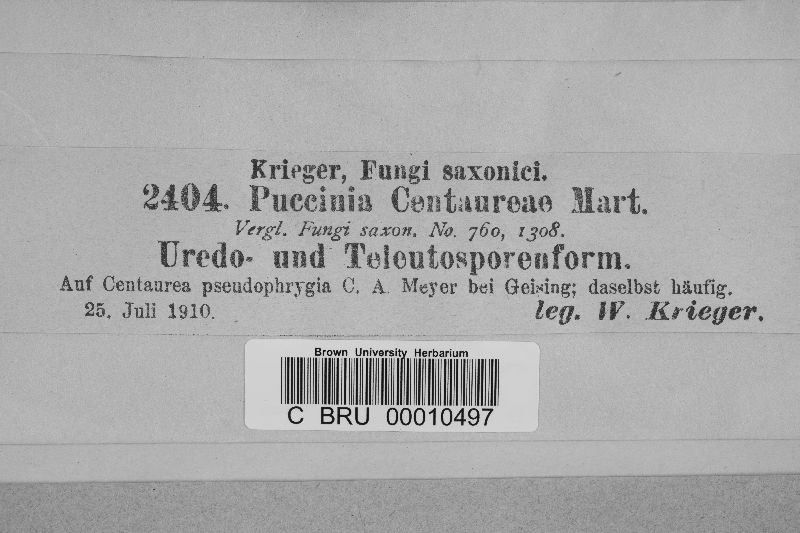 Krieger, Fungi saxonici.
2404. Puccinia Centaureae Mart.
Vergl. Fungi saxon. No. 760, 1308.
Uredo- und Teleutosporenform.
Auf Centaurea pseudophrygia C. A. Meyer bei Geising; daselbst häufig.
25. Juli 1910.
leg. W. Krieger.
Brown University Herbarium
C BRU 00010497